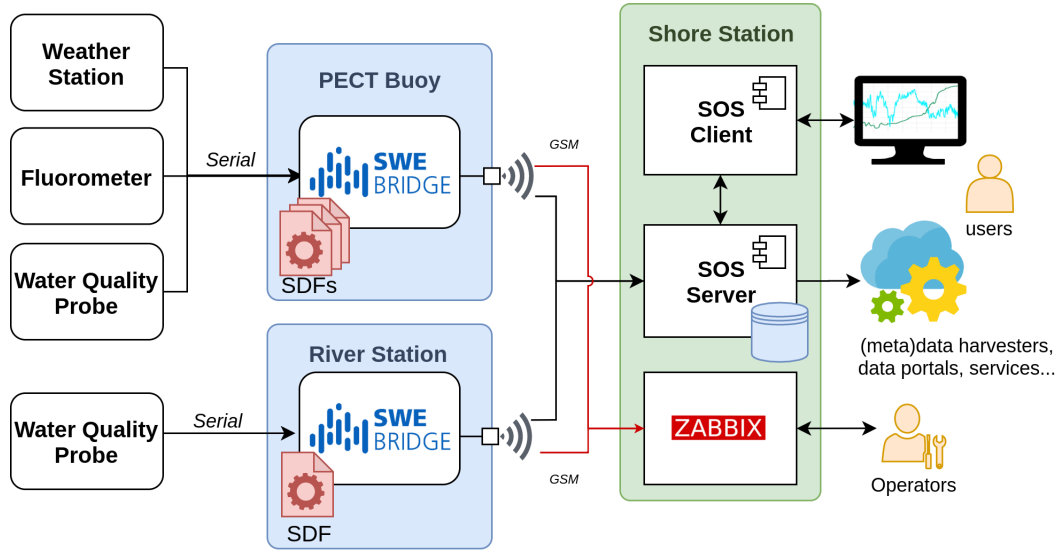 Weather
Station
Fluorometer
Water Quality
Probe
Water Quality
Probe
Serial
Serial
PECT Buoy
SWE
BRIDGE
SDFs
River Station
SWE
BRIDGE
SDF
GSM
GSM
Shore Station
SOS
Client
SOS
Server
ZABBIX
users
(meta)data harvesters,
data portals, services...
Operators